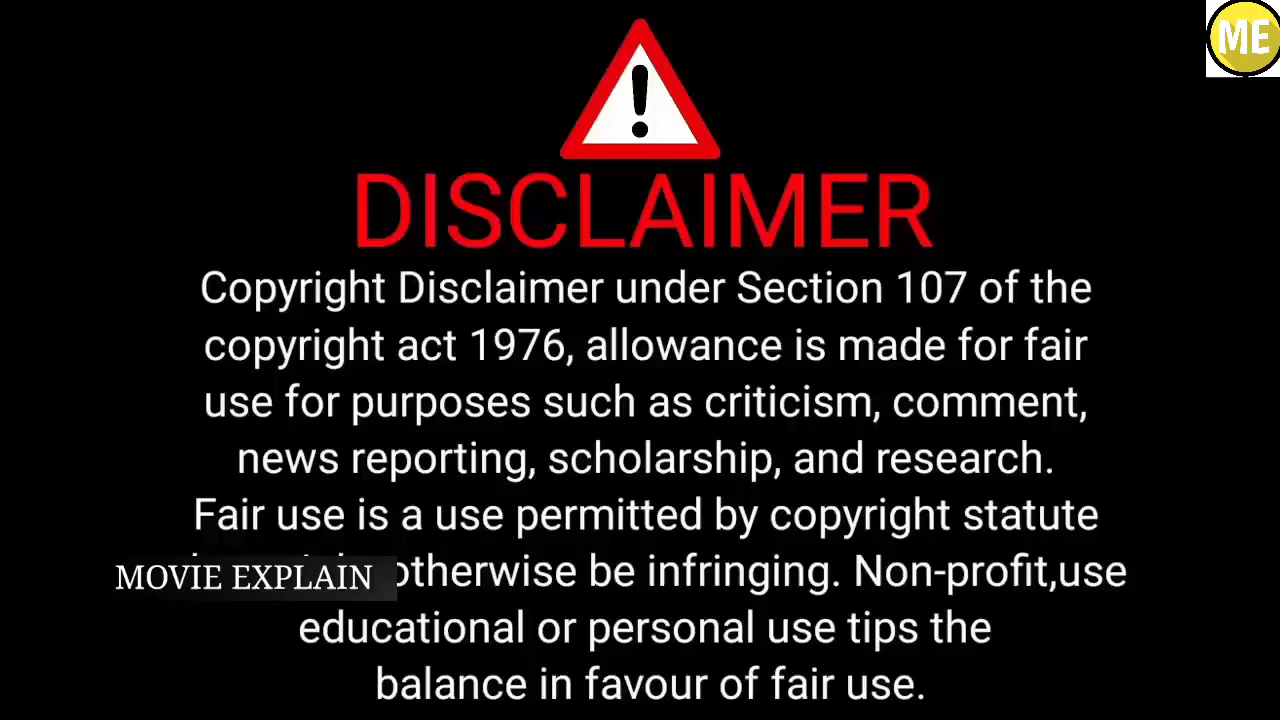 ME
DISCLAIMER
Copyright Disclaimer under Section 107 of the
copyright act 1976, allowance is made for fair
use for purposes such as criticism, comment,
news reporting, scholarship, and research.
Fair use is a use permitted by copyright statute
otherwise be infringing. Non-profit,use
MOVIE EXPLAIN
educational or personal use tips the
balance in favour of fair use.